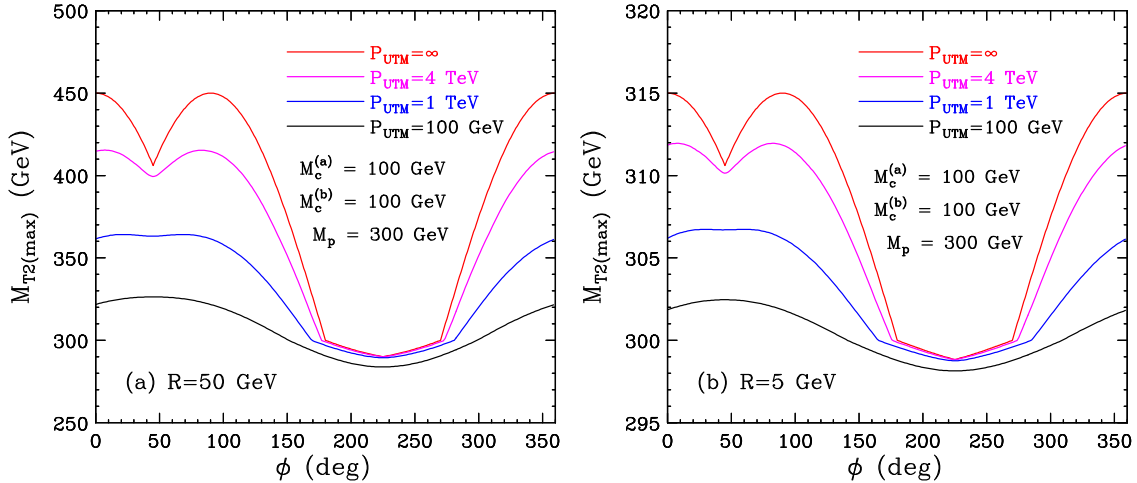 500
450
400
350
300
250
M_T2(max) (GeV)
P_UTM=∞
P_UTM=4 TeV
P_UTM=1 TeV
P_UTM=100 GeV
M_c^(a) = 100 GeV
M_c^(b) = 100 GeV
M_p = 300 GeV
(a) R=50 GeV
0 50 100 150 200 250 300 350
ϕ (deg)
320
315
310
305
300
295
M_T2(max) (GeV)
P_UTM=∞
P_UTM=4 TeV
P_UTM=1 TeV
P_UTM=100 GeV
M_c^(a) = 100 GeV
M_c^(b) = 100 GeV
M_p = 300 GeV
(b) R=5 GeV
0 50 100 150 200 250 300 350
ϕ (deg)